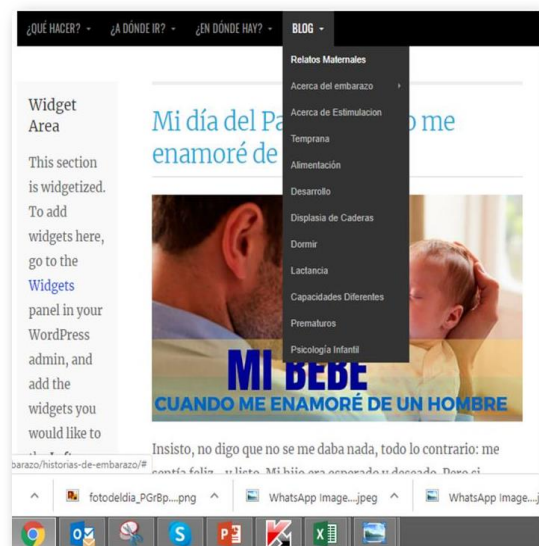 ¿QUÉ HACER? ¿A DÓNDE IR? ¿EN DÓNDE HAY? BLOG
Relatos Maternales
Acerca del embarazo
Acerca de Estimulacion
Temprana
Alimentación
Desarrollo
Displasia de Caderas
Dormir
Lactancia
Capacidades Diferentes
Prematuros
Psicología Infantil
Widget
Area
This section
is widgetized.
To add
widgets here,
go to the
Widgets
panel in your
WordPress
admin, and
add the
widgets you
would like to
Mi día del Pa o me
enamoré de
MI BEBE
CUANDO ME ENAMORÉ DE UN HOMBRE
Insisto, no digo que no se me daba nada, todo lo contrario: me
barazo/historias-de-embarazo/#
fotodeldia_PGrBp....png WhatsApp Image....jpeg WhatsApp Image....j